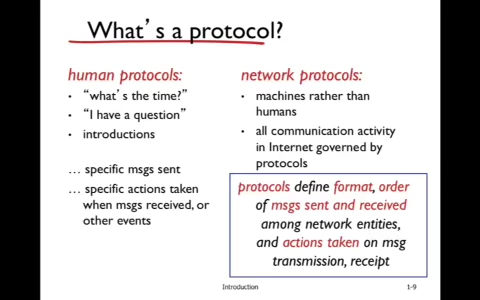 What's a protocol?
human protocols:
• "what's the time?"
• "I have a question"
• introductions
… specific msgs sent
… specific actions taken
when msgs received, or
other events
network protocols:
• machines rather than
humans
• all communication activity
in Internet governed by
protocols
protocols define format, order
of msgs sent and received
among network entities,
and actions taken on msg
transmission, receipt
Introduction
1-9